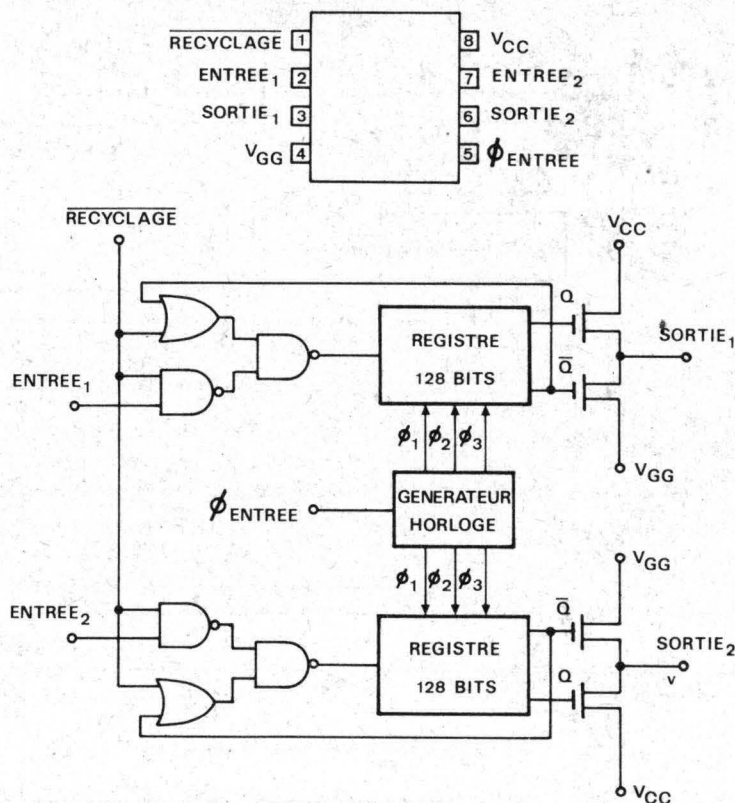 RECYCLAGE 1
8 VCC
ENTREE1 2
7 ENTREE2
SORTIE1 3
6 SORTIE2
VGG 4
5 ϕENTREE
RECYCLAGE
VCC
Q
REGISTRE
128 BITS
SORTIE1
ENTREE1
Q̅
ϕ1 ϕ2 ϕ3
VGG
GENERATEUR
HORLOGE
ϕENTREE
VGG
ϕ1 ϕ2 ϕ3
ENTREE2
Q̅
REGISTRE
128 BITS
SORTIE2
v
Q
VCC